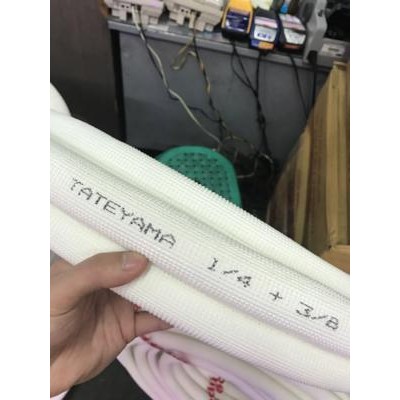 TATEYAMA 1/4 + 3/8